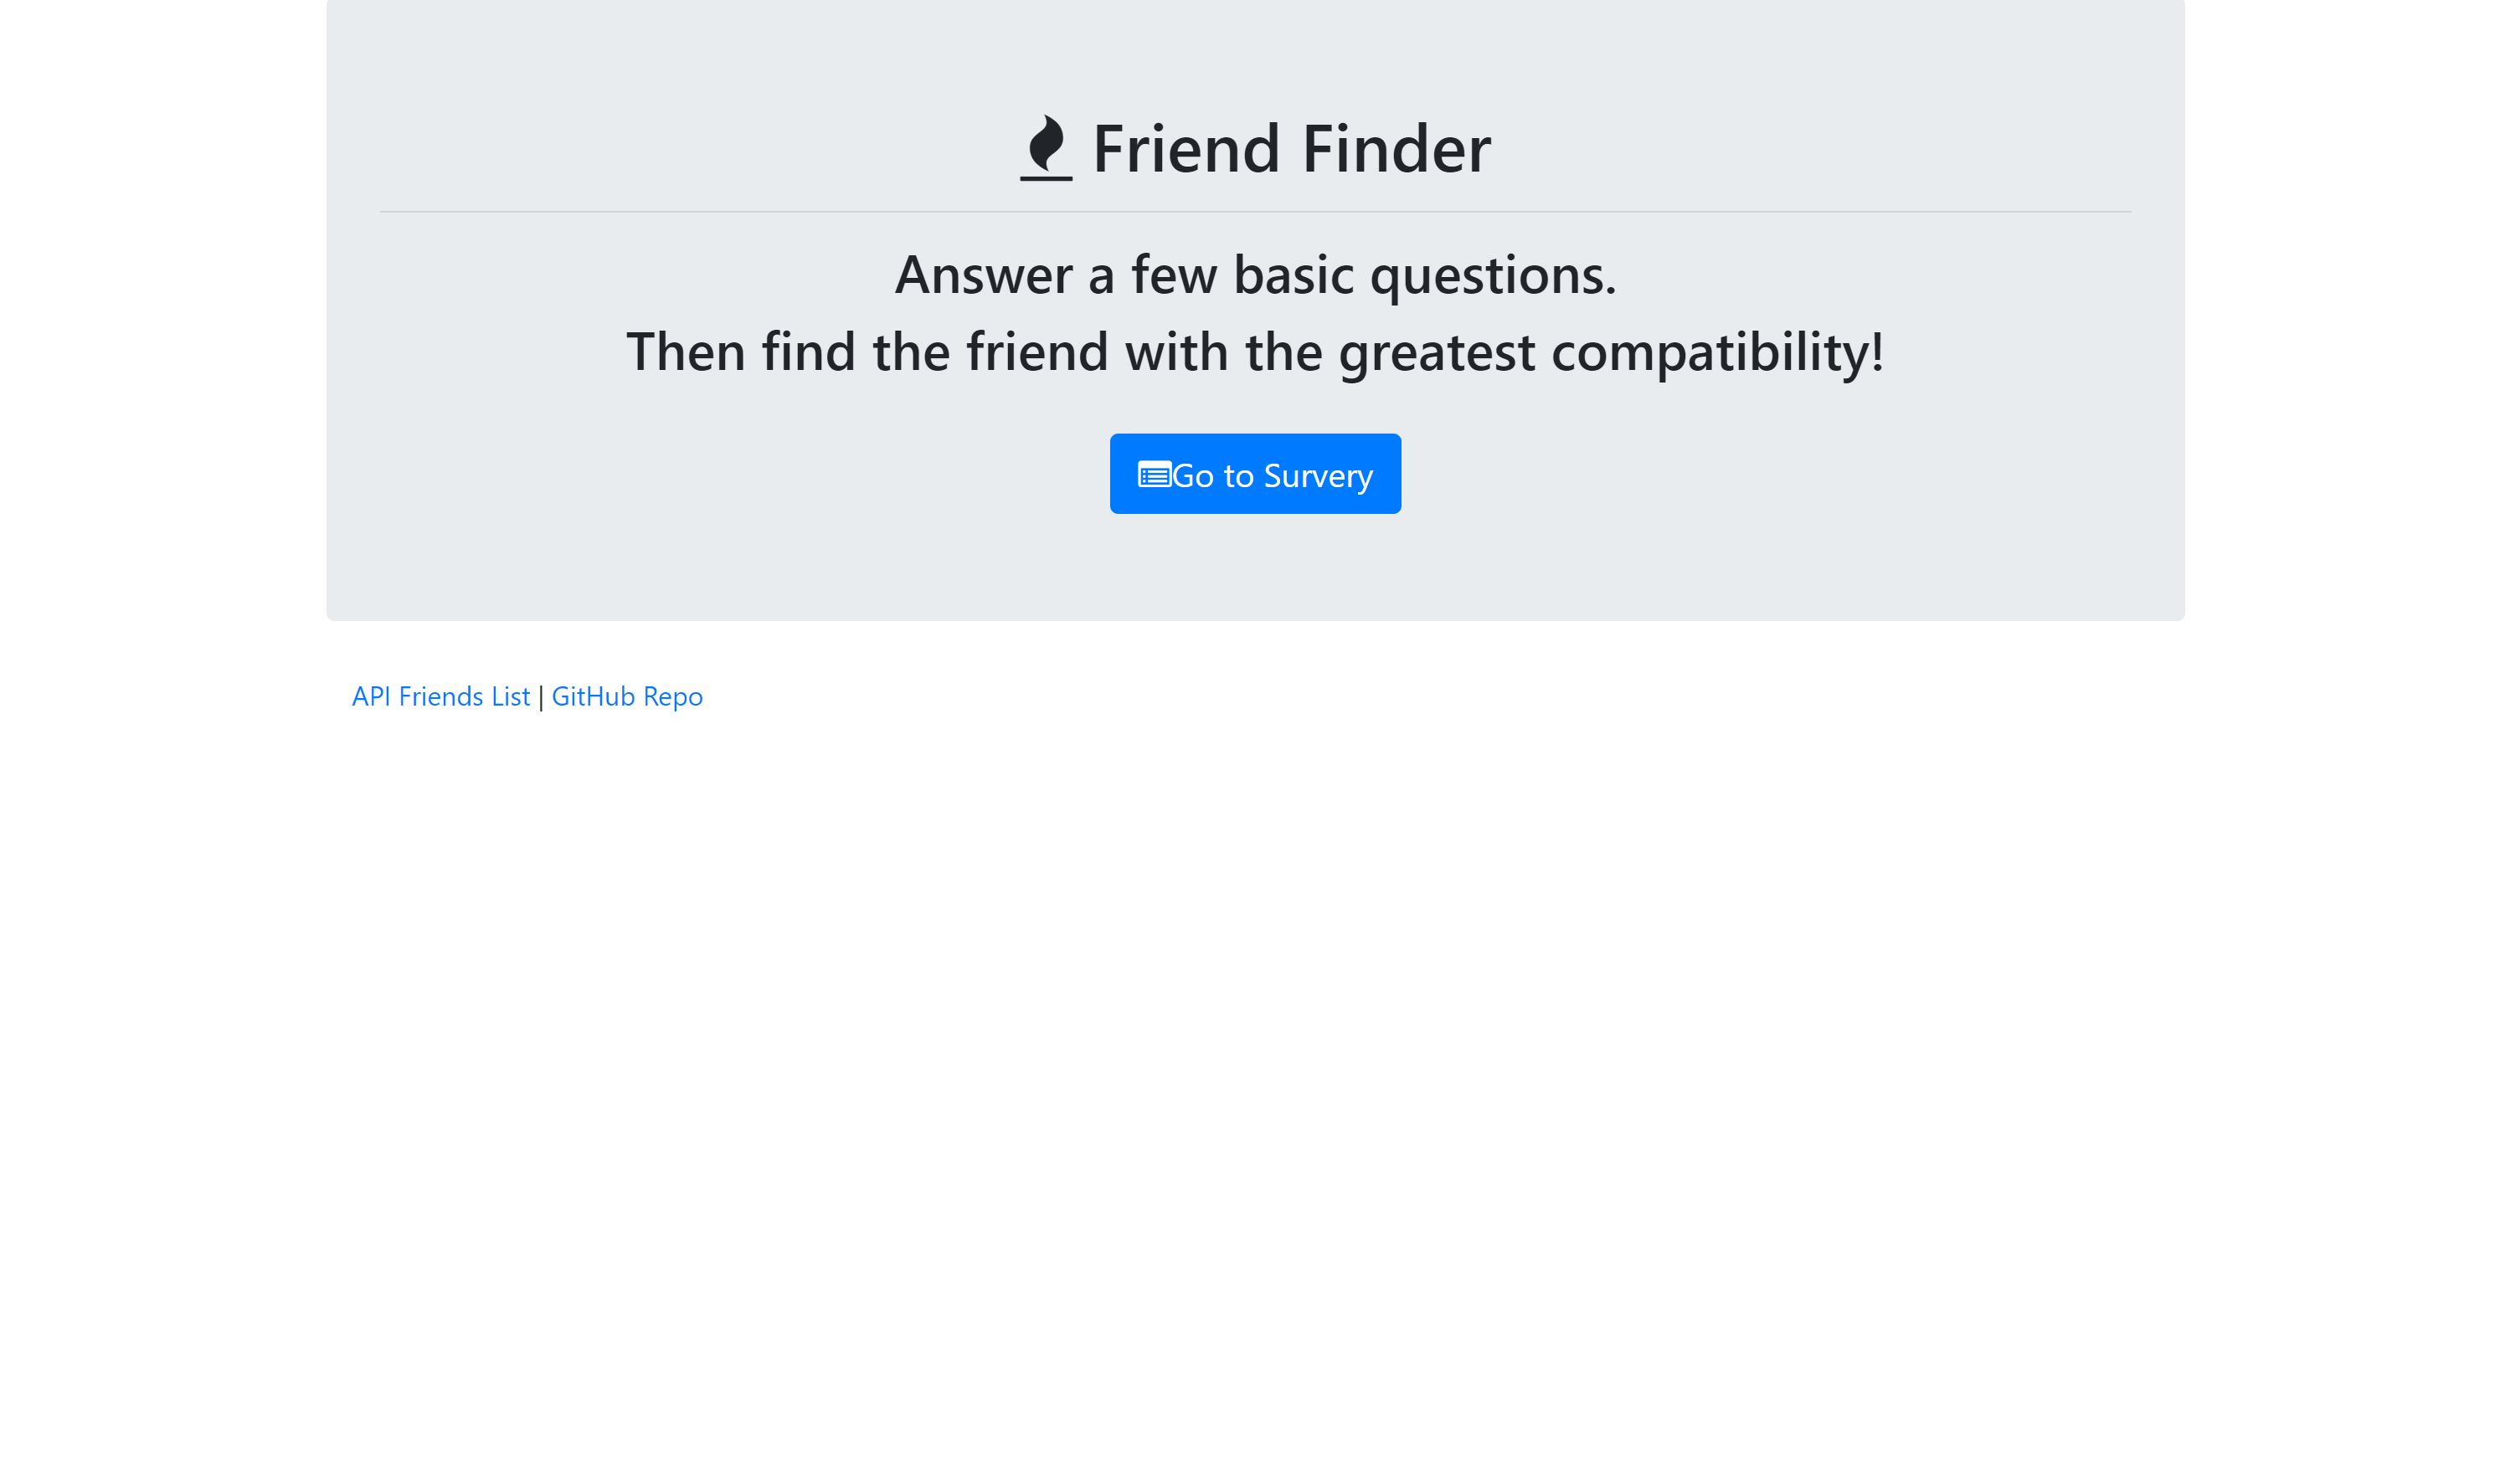 Friend Finder
Answer a few basic questions.
Then find the friend with the greatest compatibility!
Go to Survery
API Friends List | GitHub Repo